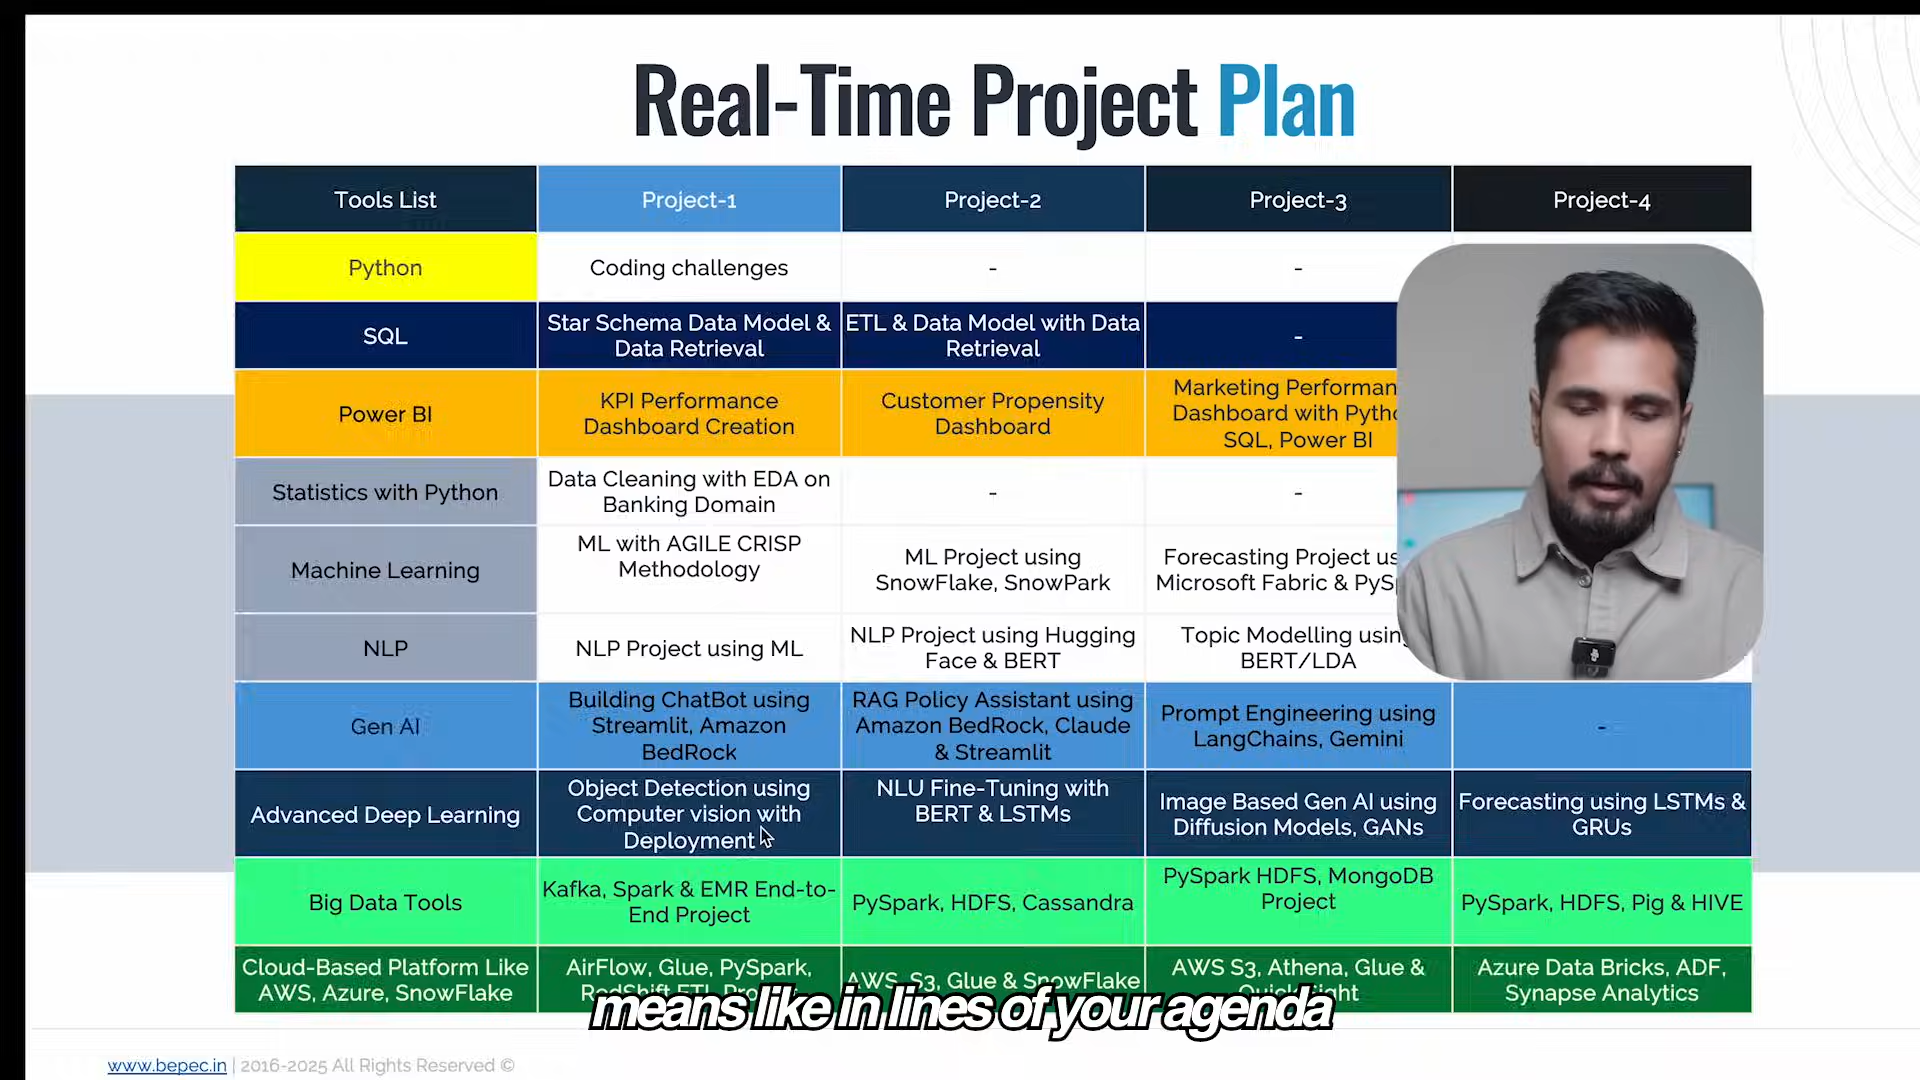 Real-Time Project Plan
Tools List
Project-1
Project-2
Project-3
Project-4
Python
Coding challenges
-
-
SQL
Star Schema Data Model &
Data Retrieval
ETL & Data Model with Data
Retrieval
-
Power BI
KPI Performance
Dashboard Creation
Customer Propensity
Dashboard
Marketing
Dashboard with
SQL, Power BI
Statistics with Python
Data Cleaning with EDA on
Banking Domain
-
-
Machine Learning
ML with AGILE CRISP
Methodology
ML Project using
SnowFlake, SnowPark
Forecasting Project
Microsoft Fabric &
NLP
NLP Project using ML
NLP Project using Hugging
Face & BERT
Topic Modelling
BERT/LDA
Gen AI
Building ChatBot using
Streamlit, Amazon
BedRock
RAG Policy Assistant using
Amazon BedRock, Claude
& Streamlit
Prompt Engineering using
LangChains, Gemini
-
Advanced Deep Learning
Object Detection using
Computer vision with
Deployment
NLU Fine-Tuning with
BERT & LSTMs
Image Based Gen AI using
Diffusion Models, GANs
Forecasting using LSTMs &
GRUs
Big Data Tools
Kafka, Spark & EMR End-to-
End Project
PySpark, HDFS, Cassandra
PySpark HDFS, MongoDB
Project
PySpark, HDFS, Pig & HIVE
Cloud-Based Platform Like
AWS, Azure, SnowFlake
AirFlow, Glue, PySpark,
RedShift ETL
AWS, S3, Glue & SnowFlake
AWS S3, Athena, Glue &
Azure Data Bricks, ADF,
Synapse Analytics
means like in lines of your agenda
www.bepec.in | 2016-2025 All Rights Reserved ©